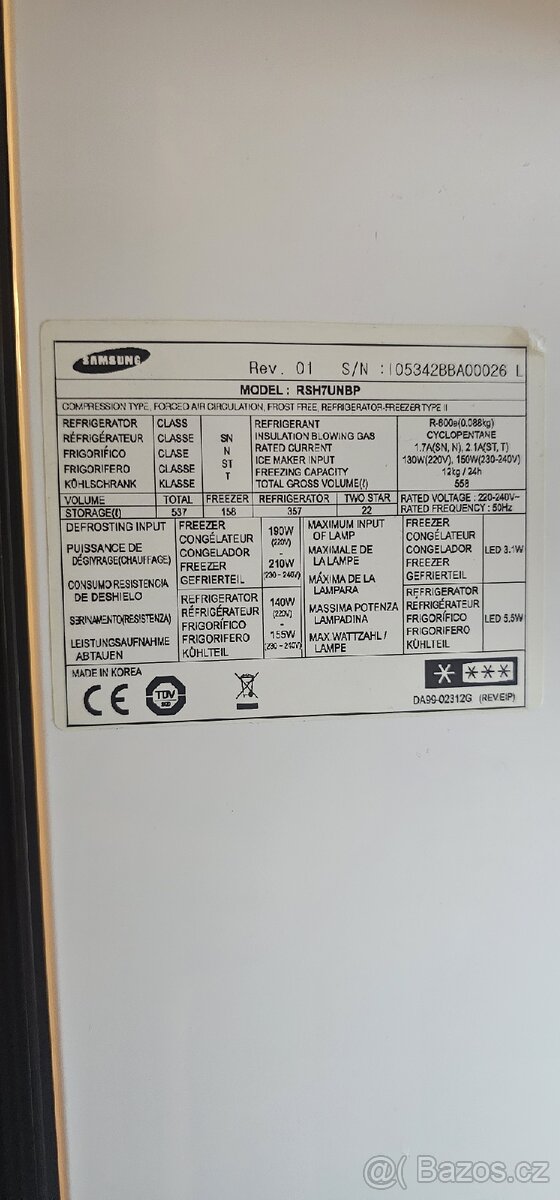 SAMSUNG
Rev. 01 S/N : I05342BBA00026 L
MODEL : RSH7UNBP
COMPRESSION TYPE, FORCED AIR CIRCULATION, FROST FREE, REFRIGERATOR-FREEZER TYPE II
REFRIGERATOR CLASS
RÉFRIGÉRATEUR CLASSE
FRIGORÍFICO CLASE
FRIGORIFERO CLASSE
KÜHLSCHRANK KLASSE
SN
N
ST
T
REFRIGERANT R-600a(0.088kg)
INSULATION BLOWING GAS CYCLOPENTANE
RATED CURRENT 1.7A(SN, N), 2.1A(ST, T)
ICE MAKER INPUT 130W(220V), 150W(230-240V)
FREEZING CAPACITY 12kg / 24h
TOTAL GROSS VOLUME(ℓ) 558
VOLUME TOTAL FREEZER REFRIGERATOR TWO STAR RATED VOLTAGE : 220-240V~
STORAGE(ℓ) 537 158 357 22 RATED FREQUENCY : 50Hz
DEFROSTING INPUT
PUISSANCE DE
DÉGIVRAGE(CHAUFFAGE)
CONSUMO RESISTENCIA
DE DESHIELO
LEISTUNGSAUFNAHME
ABTAUEN
FREEZER
CONGÉLATEUR
CONGELADOR
FREEZER
GEFRIERTEIL
190W
(220V)
-
210W
(230~240V)
REFRIGERATOR
RÉFRIGÉRATEUR
FRIGORÍFICO
FRIGORIFERO
KÜHLTEIL
140W
(220V)
-
155W
MAXIMUM INPUT
OF LAMP
MAXIMALE DE
LA LAMPE
MÁXIMA DE LA
LAMPARA
MASSIMA POTENZA
LAMPADINA
MAX.WATTZAHL /
LAMPE
FREEZER
CONGÉLATEUR
CONGELADOR
FREEZER
GEFRIERTEIL
LED 3.1W
REFRIGERATOR
RÉFRIGÉRATEUR
FRIGORÍFICO
FRIGORIFERO
KÜHLTEIL
LED 5.5W
MADE IN KOREA
CE TÜV
DA99-02312G (REV.EIP)
@( Bazos.cz